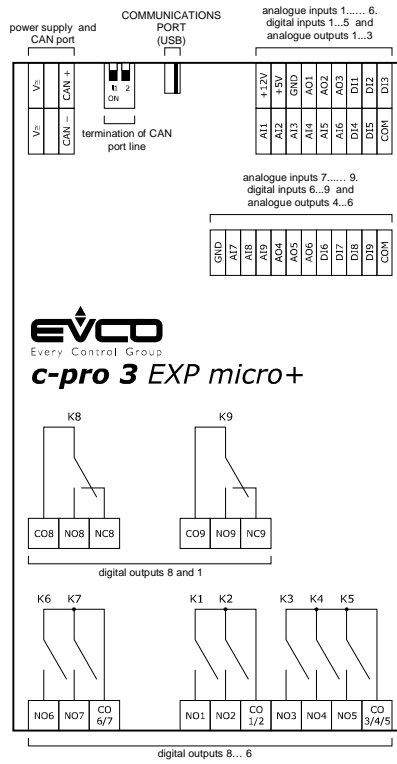 power supply and
CAN port
COMMUNICATIONS
PORT
(USB)
analogue inputs 1...... 6.
digital inputs 1...5 and
analogue outputs 1...3
V≂ CAN +
V≂ CAN −
1 2
ON
termination of CAN
port line
+12V +5V GND AO1 AO2 AO3 DI1 DI2 DI3
AI1 AI2 AI3 AI4 AI5 AI6 DI4 DI5 COM
analogue inputs 7...... 9.
digital inputs 6...9 and
analogue outputs 4...6
GND AI7 AI8 AI9 AO4 AO5 AO6 DI6 DI7 DI8 DI9 COM
EVCO
Every Control Group
c-pro 3 EXP micro+
K8 K9
CO8 NO8 NC8 CO9 NO9 NC9
digital outputs 8 and 1
K6 K7 K1 K2 K3 K4 K5
NO6 NO7 CO 6/7 NO1 NO2 CO 1/2 NO3 NO4 NO5 CO 3/4/5
digital outputs 8... 6